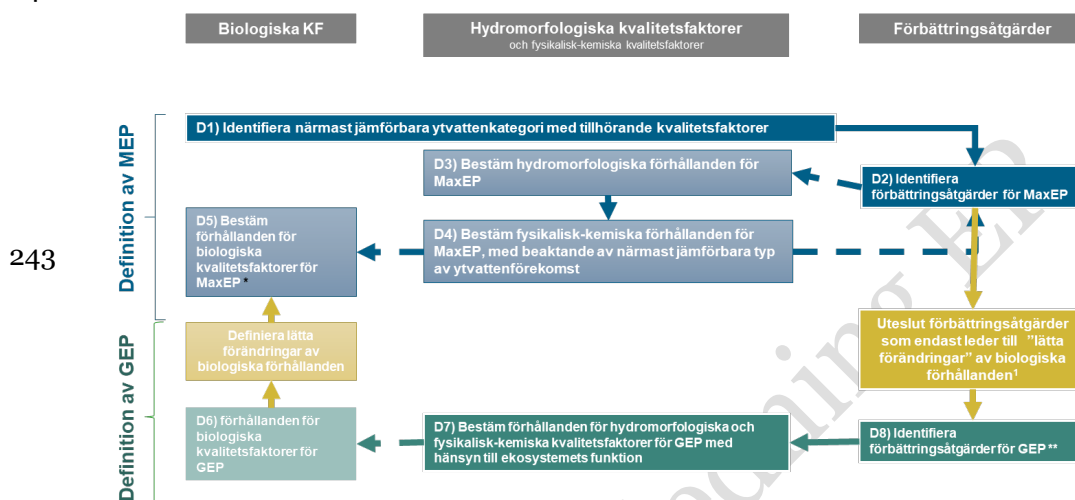 Biologiska KF
Hydromorfologiska kvalitetsfaktorer
och fysikalisk-kemiska kvalitetsfaktorer
Förbättringsåtgärder
Definition av MEP
D1) Identifiera närmast jämförbara ytvattenkategori med tillhörande kvalitetsfaktorer
D3) Bestäm hydromorfologiska förhållanden för
MaxEP
D2) Identifiera
förbättringsåtgärder för MaxEP
D5) Bestäm
förhållanden för
biologiska
kvalitetsfaktorer för
MaxEP *
D4) Bestäm fysikalisk-kemiska förhållanden för
MaxEP, med beaktande av närmast jämförbara typ
av ytvattenförekomst
243
Definition av GEP
Definiera lätta
förändringar av
biologiska förhållanden
Uteslut förbättringsåtgärder
som endast leder till "lätta
förändringar" av biologiska
förhållanden¹
D6) förhållanden för
biologiska
kvalitetsfaktorer för
GEP
D7) Bestäm förhållanden för hydromorfologiska och
fysikalisk-kemiska kvalitetsfaktorer för GEP med
hänsyn till ekosystemets funktion
D8) Identifiera
förbättringsåtgärder för GEP **